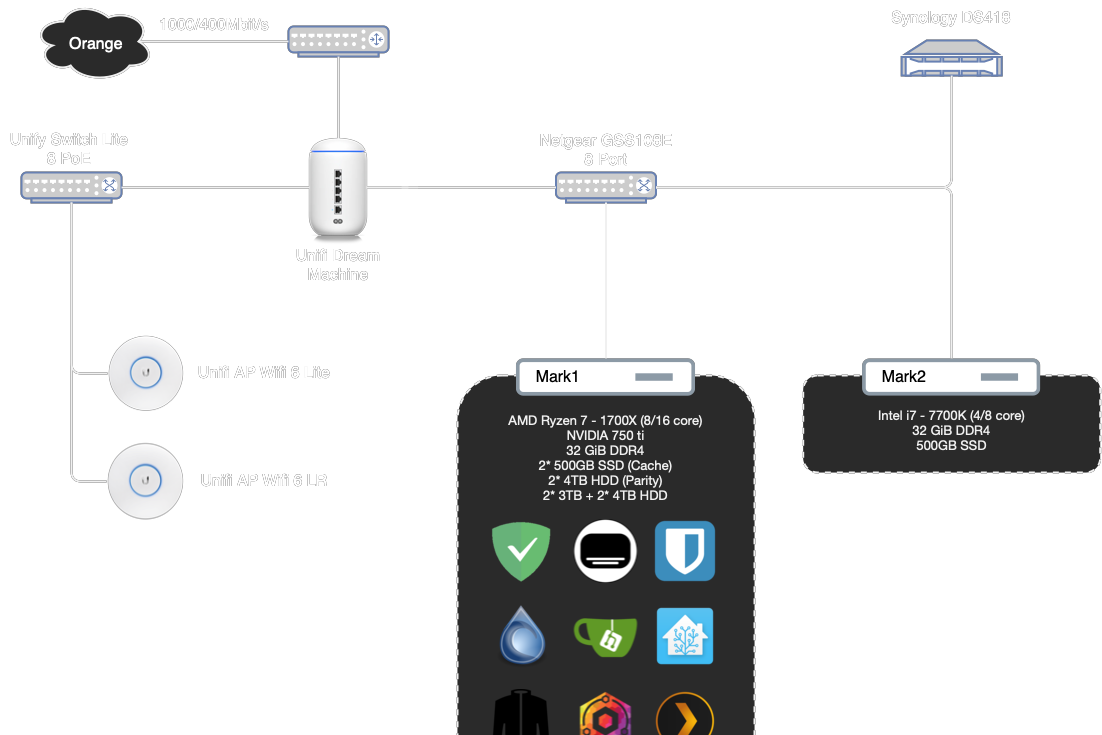 Orange
1000/400Mbit/s
Synology DS418
Unify Switch Lite
8 PoE
Netgear GSS108E
8 Port
Unifi Dream
Machine
Unifi AP Wifi 6 Lite
Unifi AP Wifi 6 LR
Mark1
AMD Ryzen 7 - 1700X (8/16 core)
NVIDIA 750 ti
32 GiB DDR4
2* 500GB SSD (Cache)
2* 4TB HDD (Parity)
2* 3TB + 2* 4TB HDD
Mark2
Intel i7 - 7700K (4/8 core)
32 GiB DDR4
500GB SSD